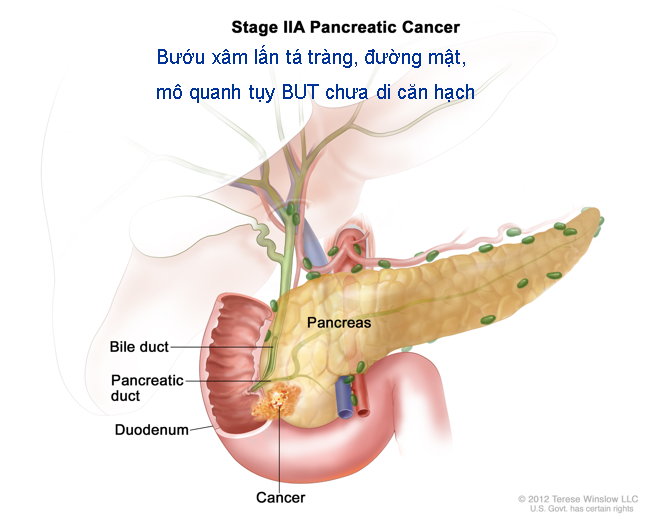 Stage IIA Pancreatic Cancer
Bướu xâm lấn tá tràng, đường mật,
mô quanh tụy BUT chưa di căn hạch
Pancreas
Bile duct
Pancreatic
duct
Duodenum
Cancer
© 2012 Terese Winslow LLC
U.S. Govt. has certain rights